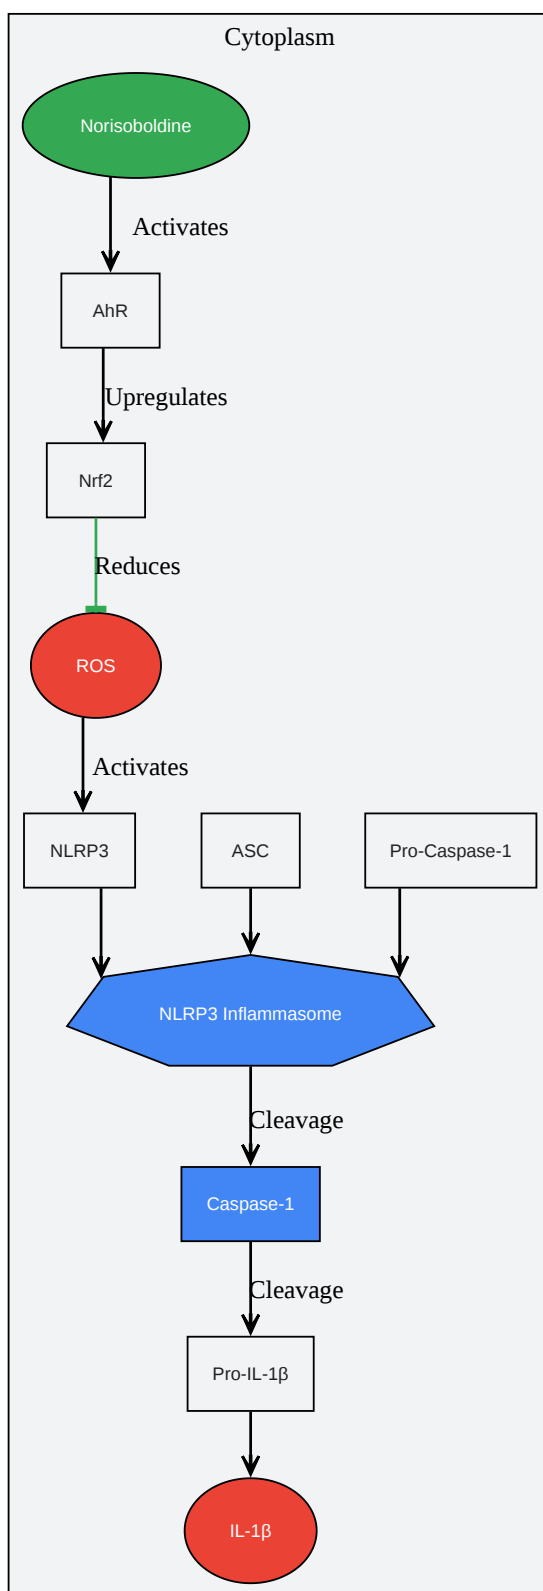 Cytoplasm
Norisoboldine
Activates
AhR
Upregulates
Nrf2
Reduces
ROS
Activates
NLRP3
ASC
Pro-Caspase-1
NLRP3 Inflammasome
Cleavage
Caspase-1
Cleavage
Pro-IL-1β
IL-1β